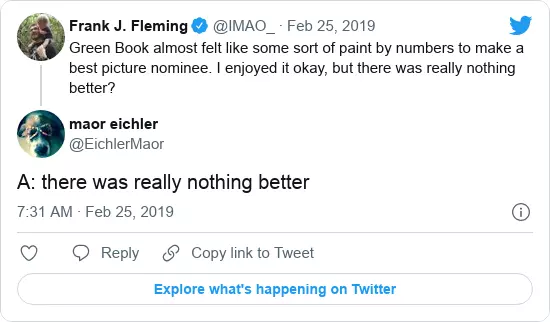 Frank J. Fleming @IMAO_ · Feb 25, 2019
Green Book almost felt like some sort of paint by numbers to make a
best picture nominee. I enjoyed it okay, but there was really nothing
better?
maor eichler
@EichlerMaor
A: there was really nothing better
7:31 AM · Feb 25, 2019
Reply Copy link to Tweet
Explore what's happening on Twitter